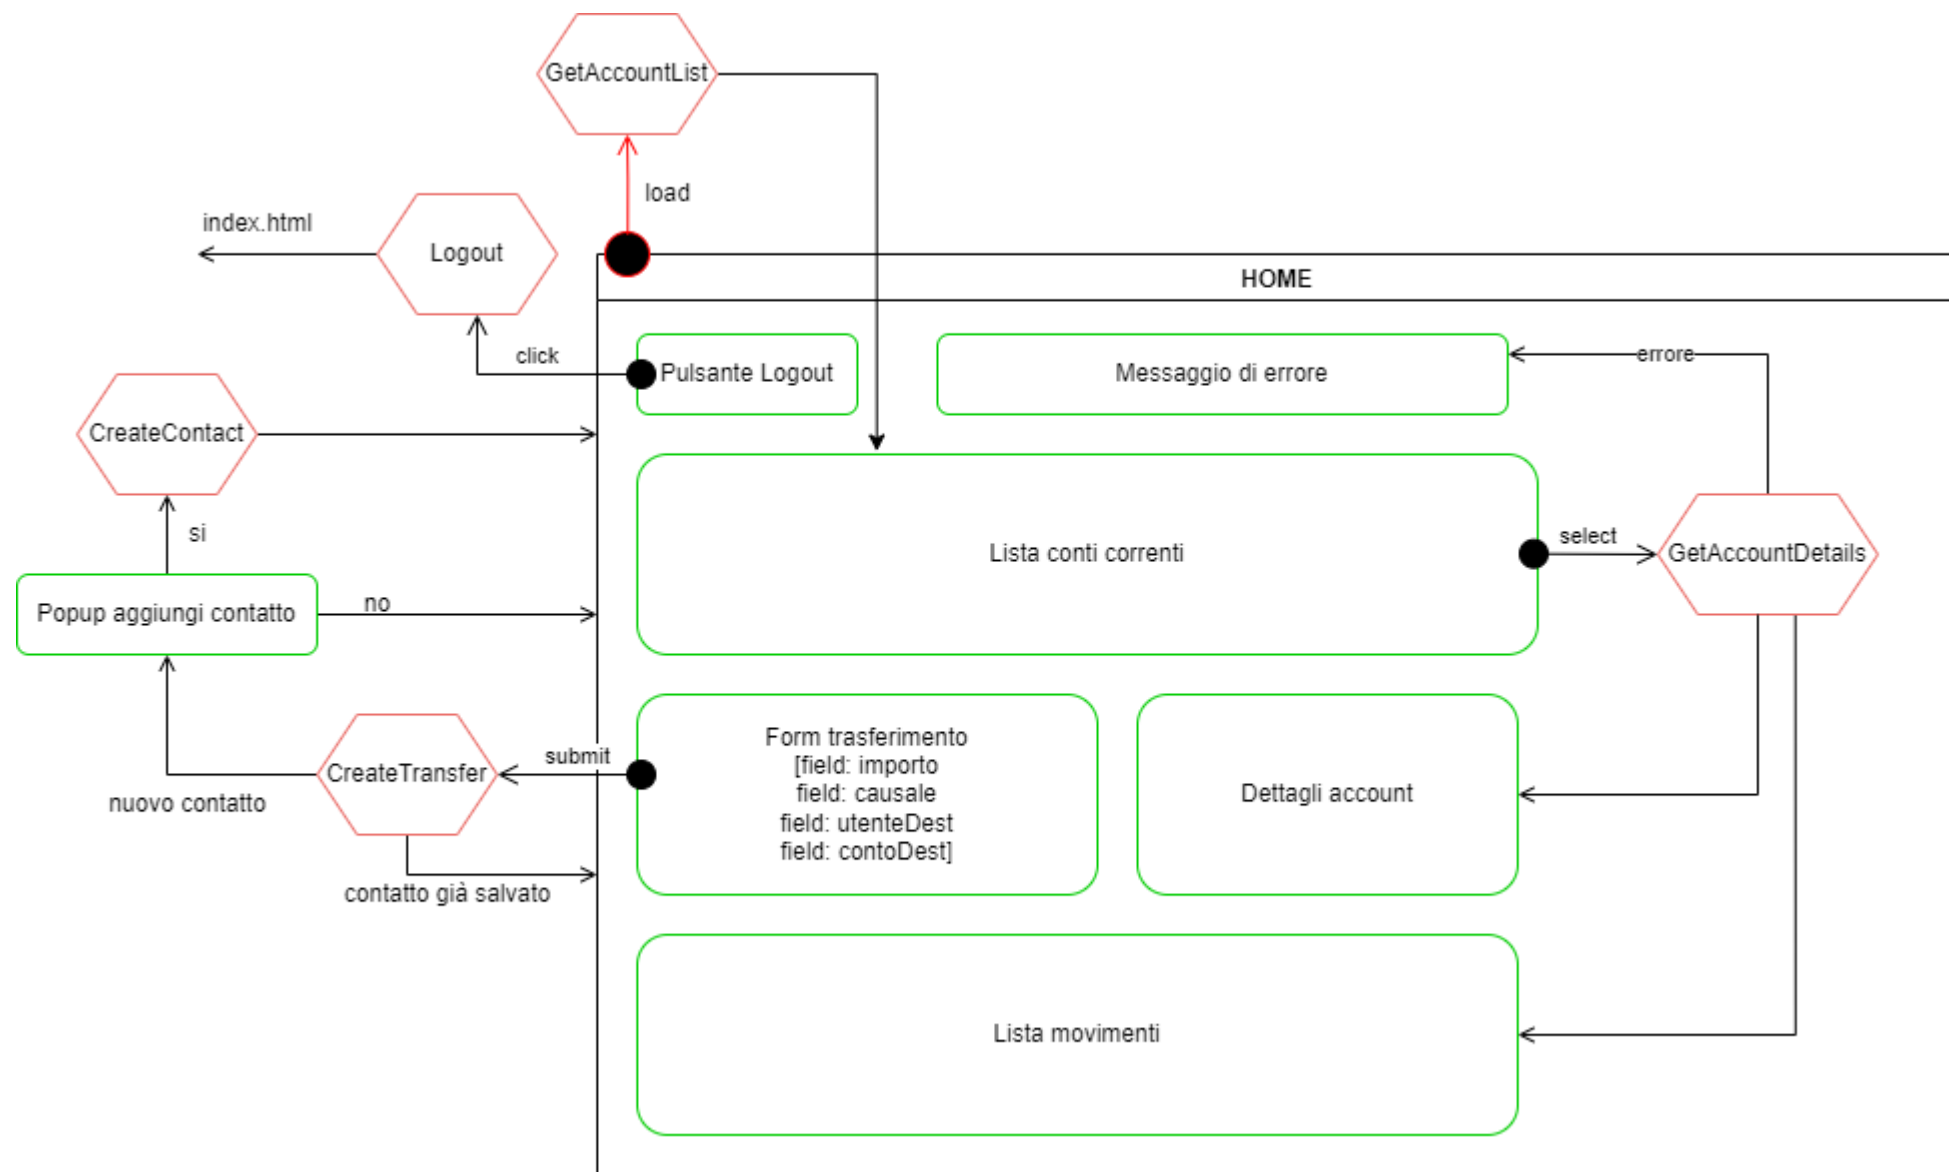 GetAccountList
load
index.html
Logout
HOME
click
Pulsante Logout
Messaggio di errore
errore
CreateContact
si
Lista conti correnti
select
GetAccountDetails
Popup aggiungi contatto
no
submit
CreateTransfer
nuovo contatto
contatto già salvato
Form trasferimento
[field: importo
field: causale
field: utenteDest
field: contoDest]
Dettagli account
Lista movimenti